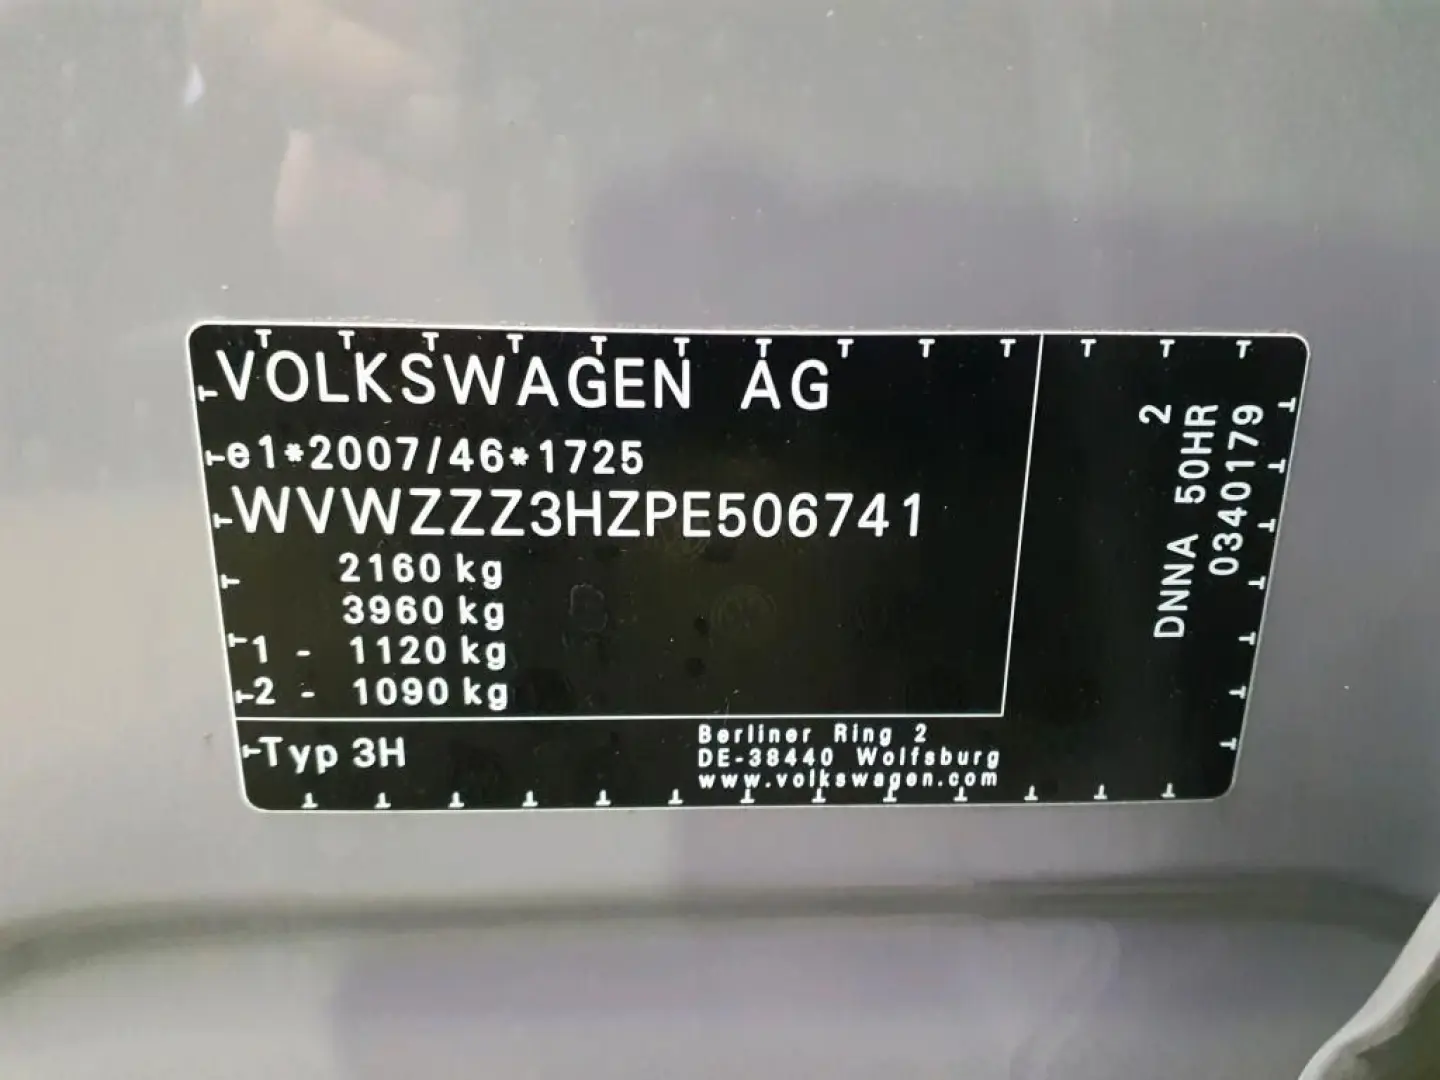 VOLKSWAGEN AG
e1*2007/46*1725
WVWZZZ3HZPE506741
2160 kg
3960 kg
1 - 1120 kg
2 - 1090 kg
Typ 3H
Berliner Ring 2
DE-38440 Wolfsburg
www.volkswagen.com
2
DNNA 50HR
0340179